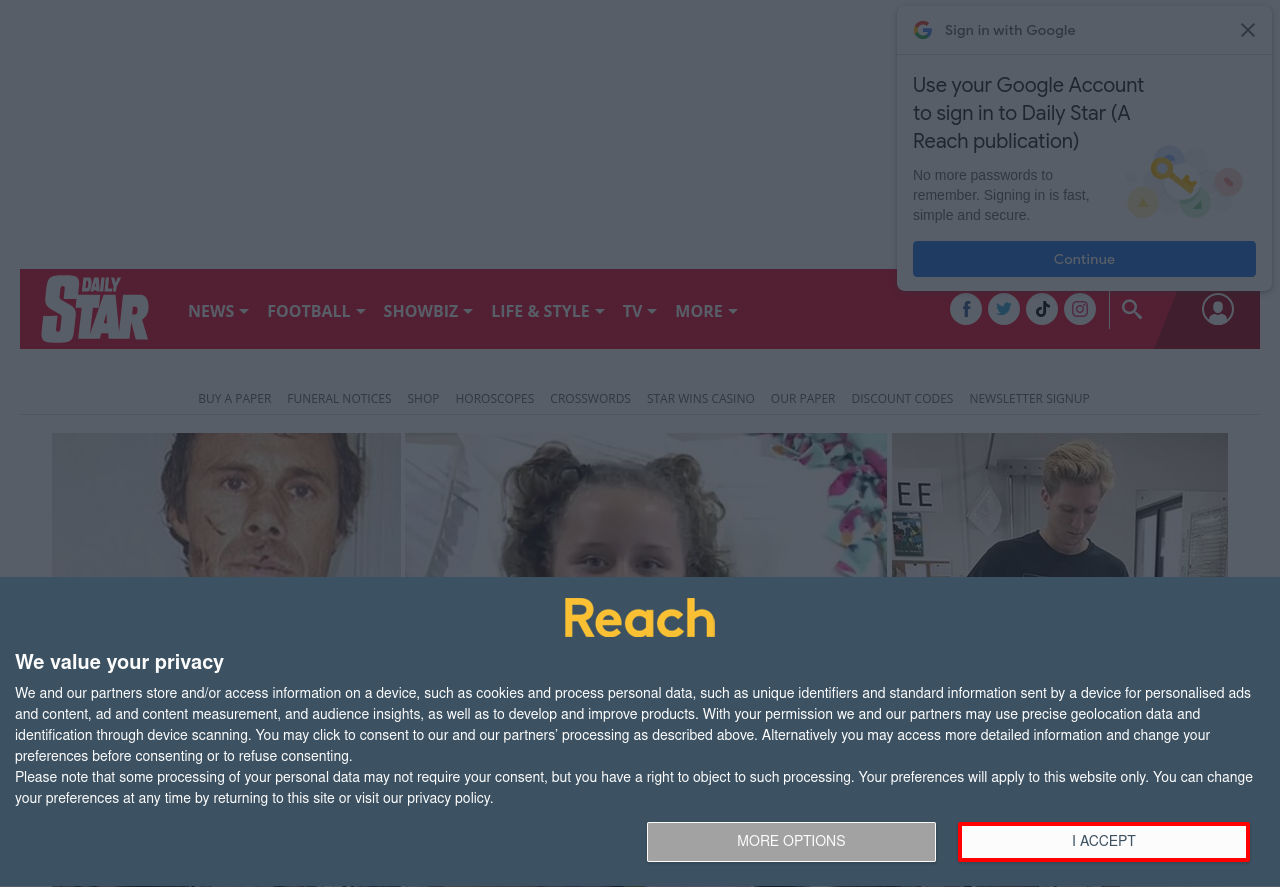 Sign in with Google
Use your Google Account
to sign in to Daily Star (A
Reach publication)
No more passwords to
remember. Signing in is fast,
simple and secure.
Continue
DAILY
STAR
NEWS
FOOTBALL
SHOWBIZ
LIFE & STYLE
TV
MORE
BUY A PAPER
FUNERAL NOTICES
SHOP
HOROSCOPES
CROSSWORDS
STAR WINS CASINO
OUR PAPER
DISCOUNT CODES
NEWSLETTER SIGNUP
EE
Reach
We value your privacy
We and our partners store and/or access information on a device, such as cookies and process personal data, such as unique identifiers and standard information sent by a device for personalised ads
and content, ad and content measurement, and audience insights, as well as to develop and improve products. With your permission we and our partners may use precise geolocation data and
identification through device scanning. You may click to consent to our and our partners’ processing as described above. Alternatively you may access more detailed information and change your
preferences before consenting or to refuse consenting.
Please note that some processing of your personal data may not require your consent, but you have a right to object to such processing. Your preferences will apply to this website only. You can change
your preferences at any time by returning to this site or visit our privacy policy.
MORE OPTIONS
I ACCEPT